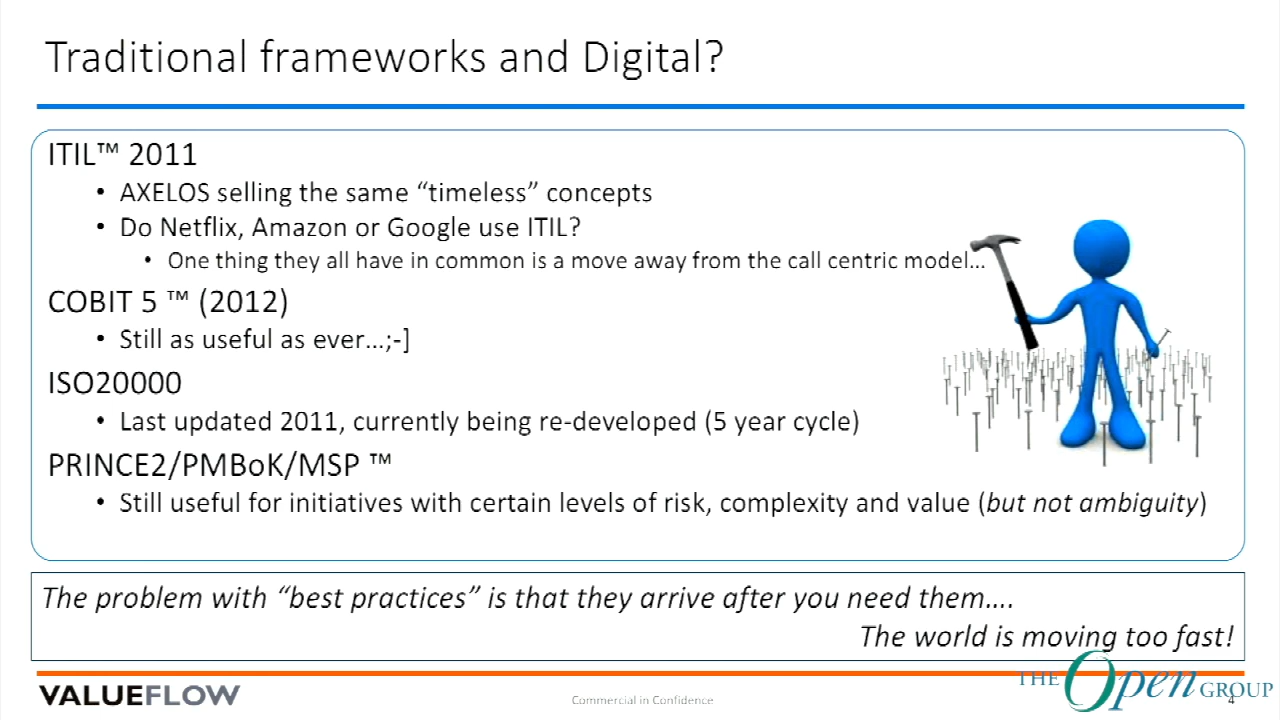 Traditional frameworks and Digital?
ITIL™ 2011
• AXELOS selling the same “timeless” concepts
• Do Netflix, Amazon or Google use ITIL?
• One thing they all have in common is a move away from the call centric model...
COBIT 5 ™ (2012)
• Still as useful as ever...;-]
ISO20000
• Last updated 2011, currently being re-developed (5 year cycle)
PRINCE2/PMBoK/MSP ™
• Still useful for initiatives with certain levels of risk, complexity and value (but not ambiguity)
The problem with “best practices” is that they arrive after you need them....
The world is moving too fast!
VALUEFLOW
Commercial in Confidence
THE Open GROUP
4